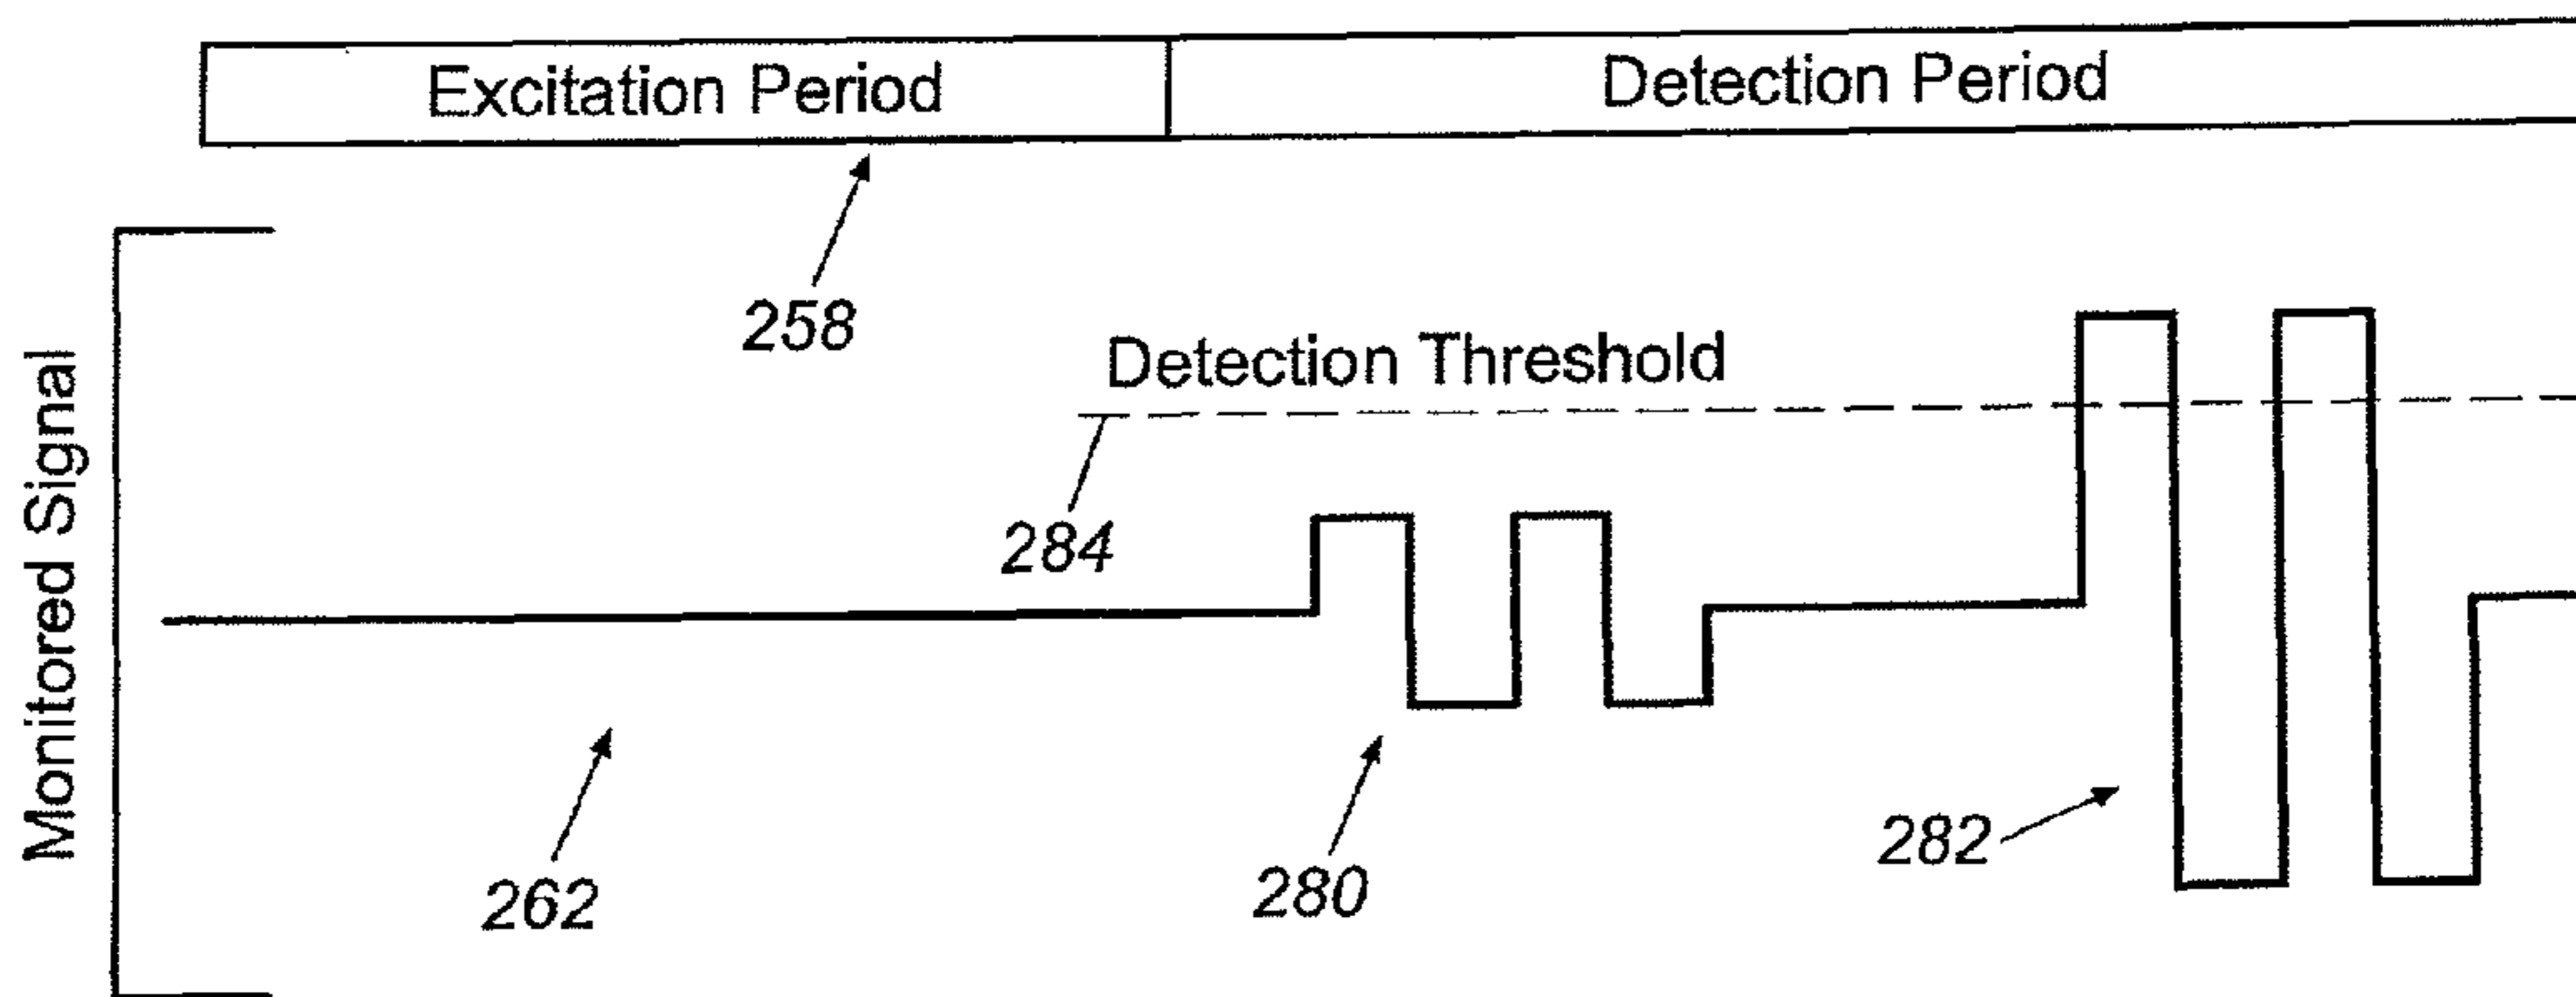 Excitation Period
Detection Period
258
Detection Threshold
284
Monitored Signal
262
280
282